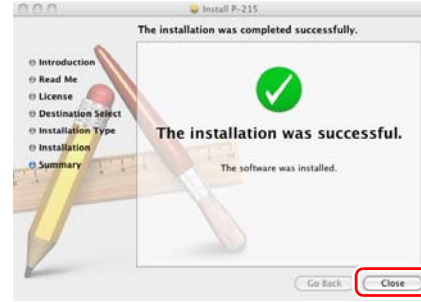 Install P-215
The installation was completed successfully.
Introduction
Read Me
License
Destination Select
Installation Type
Installation
Summary
The installation was successful.
The software was installed.
Go Back
Close